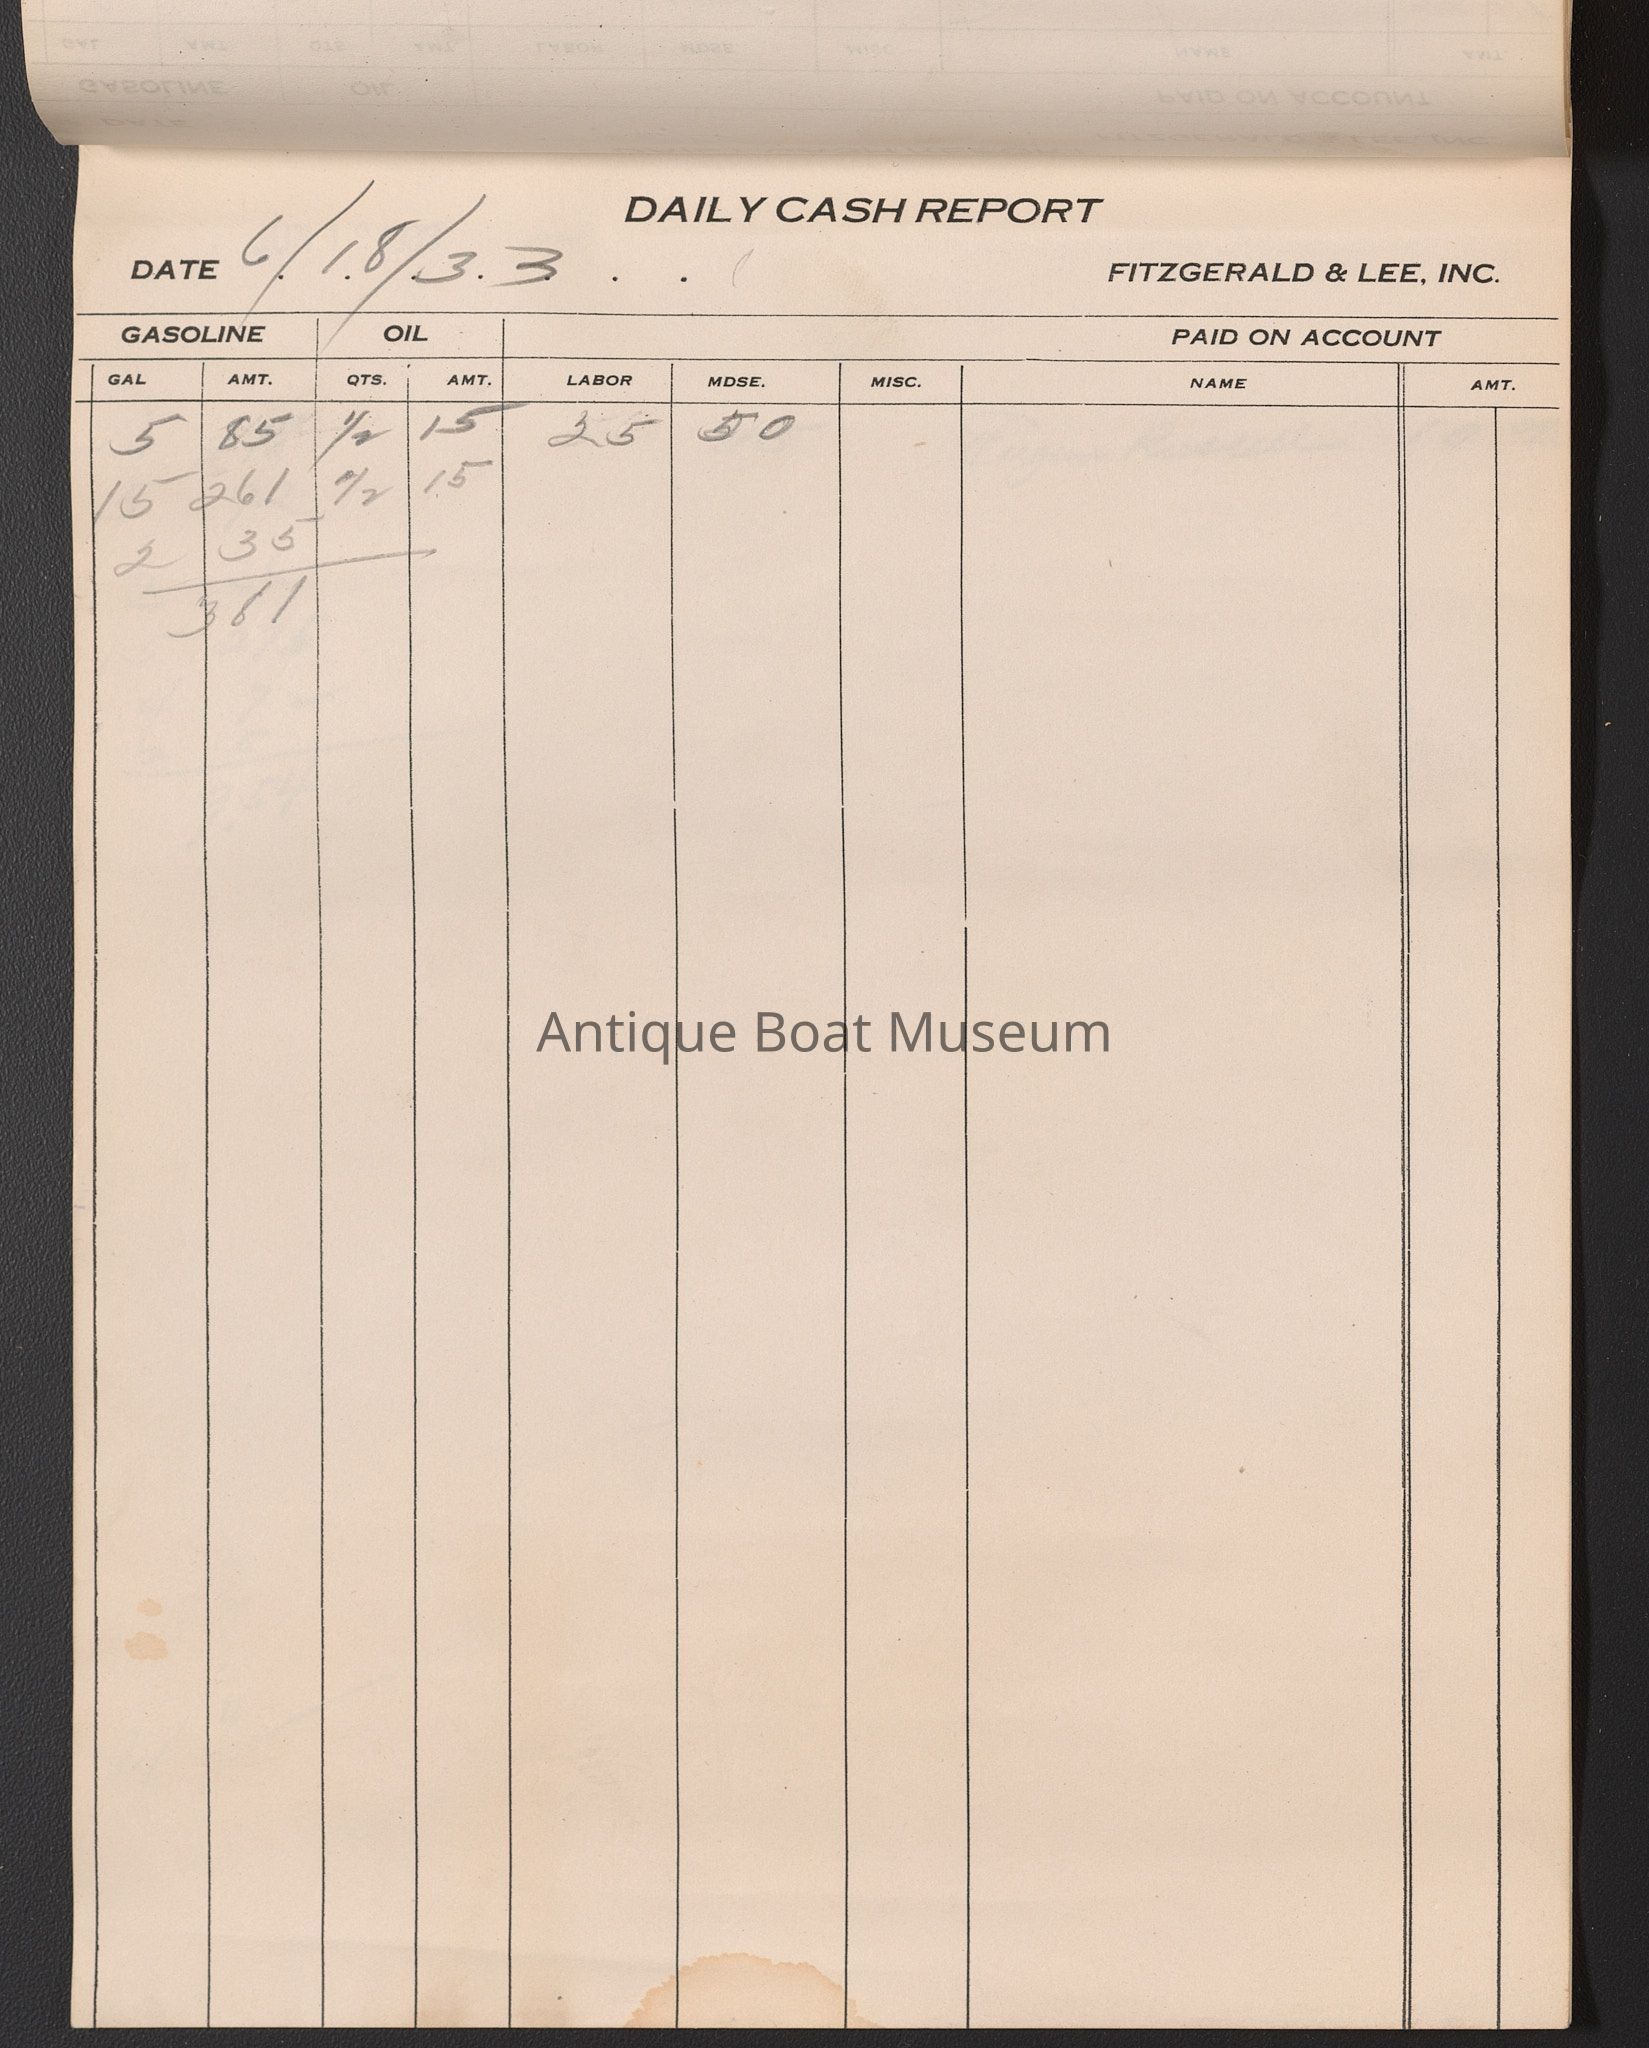 DAILY CASH REPORT
DATE 6/18/33
FITZGERALD & LEE, INC.
GASOLINE OIL PAID ON ACCOUNT
GAL AMT. QTS. AMT. LABOR MDSE. MISC. NAME AMT.
5 85 1/2 15 25 50
15 261 1/2 15
2 35
381
Antique Boat Museum